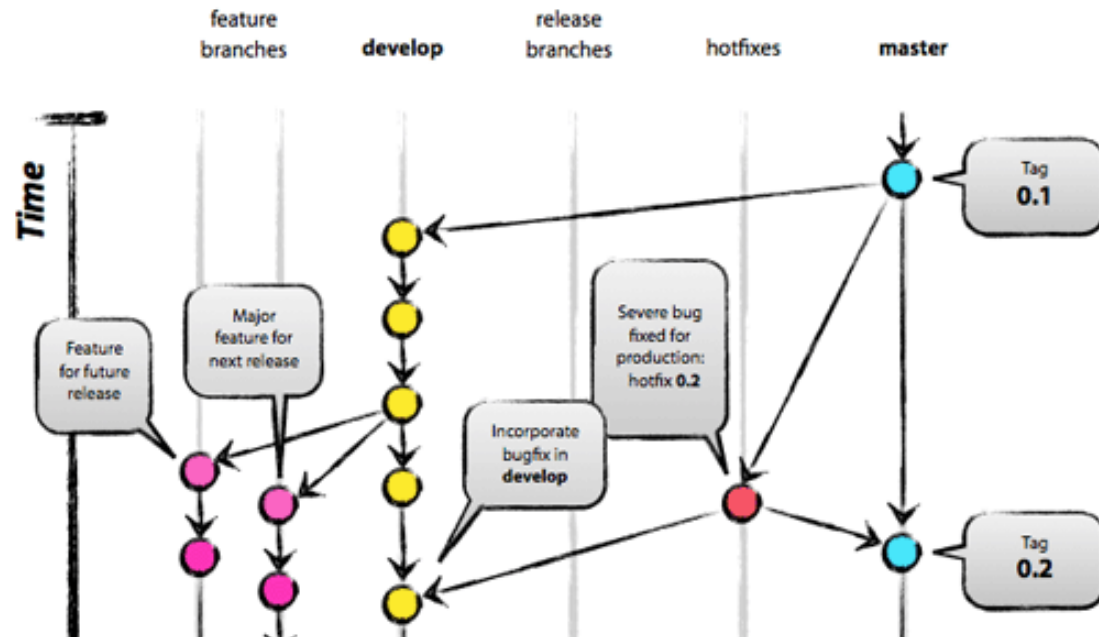 feature
branches
develop
release
branches
hotfixes
master
Time
Tag
0.1
Major
feature for
next release
Severe bug
fixed for
production:
hotfix 0.2
Feature
for future
release
Incorporate
bugfix in
develop
Tag
0.2